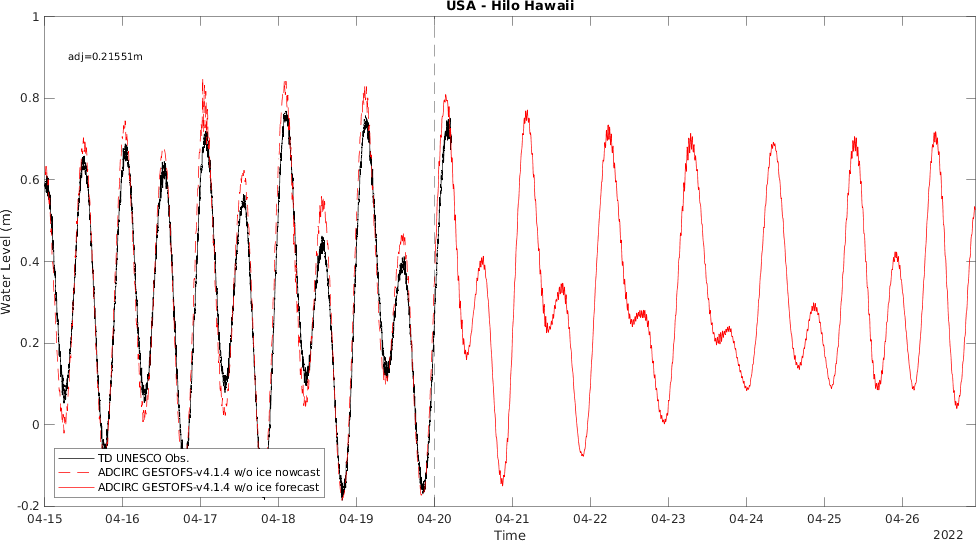 USA - Hilo Hawaii
adj=0.21551m
1
0.8
0.6
0.4
0.2
0
-0.2
Water Level (m)
TD UNESCO Obs.
ADCIRC GESTOFS-v4.1.4 w/o ice nowcast
ADCIRC GESTOFS-v4.1.4 w/o ice forecast
04-15 04-16 04-17 04-18 04-19 04-20 04-21 04-22 04-23 04-24 04-25 04-26
Time
2022